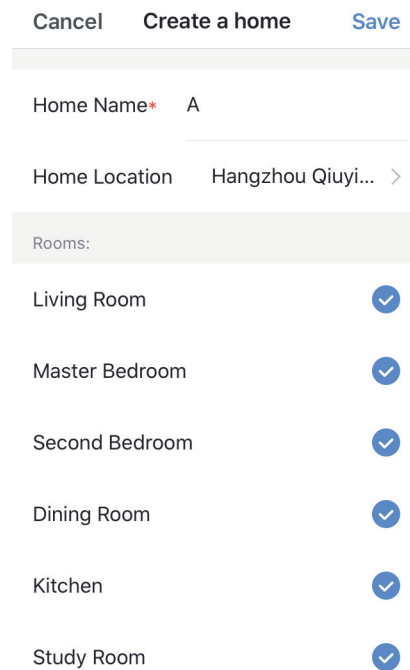 Cancel Create a home Save
Home Name* A
Home Location Hangzhou Qiuyi...
Rooms:
Living Room
Master Bedroom
Second Bedroom
Dining Room
Kitchen
Study Room